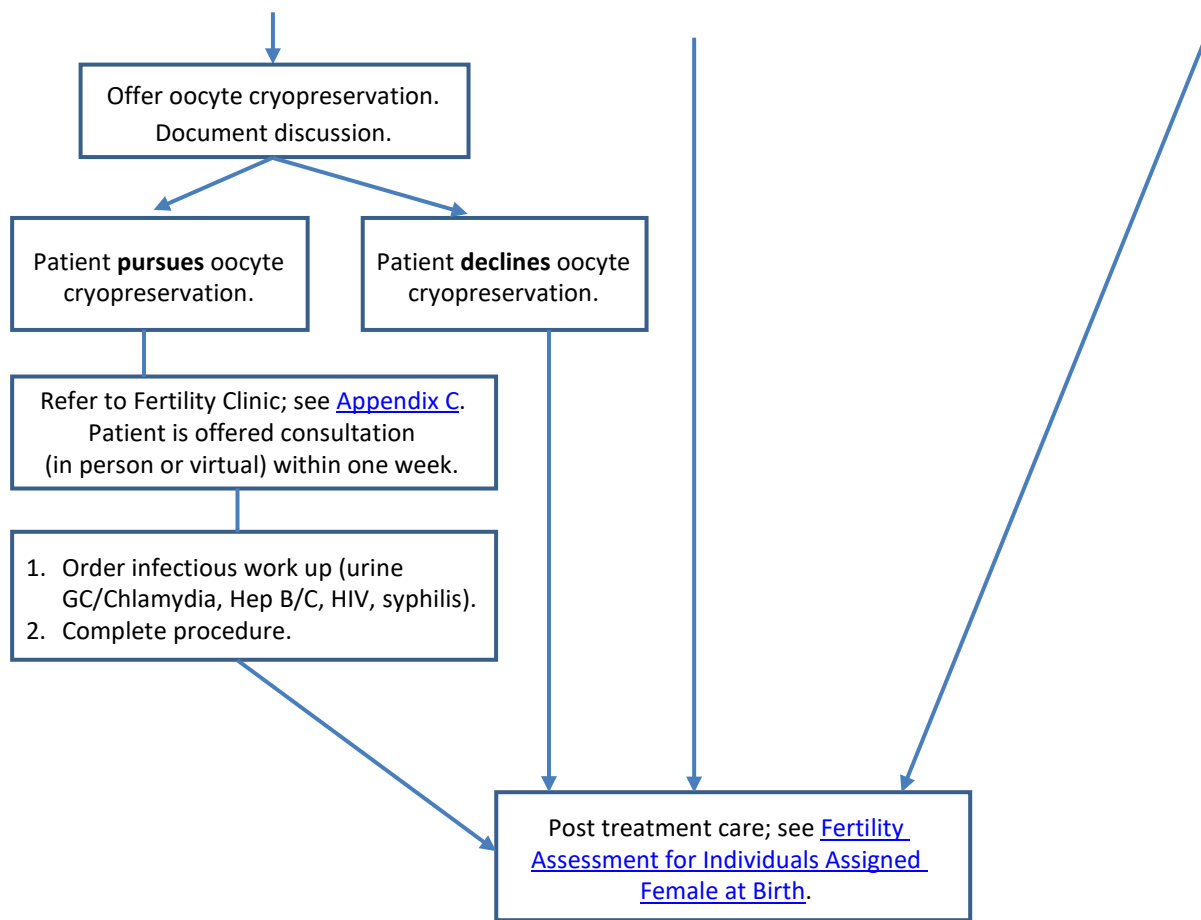 Offer oocyte cryopreservation.
Document discussion.
Patient pursues oocyte
cryopreservation.
Patient declines oocyte
cryopreservation.
Refer to Fertility Clinic; see Appendix C.
Patient is offered consultation
(in person or virtual) within one week.
1. Order infectious work up (urine
GC/Chlamydia, Hep B/C, HIV, syphilis).
2. Complete procedure.
Post treatment care; see Fertility
Assessment for Individuals Assigned
Female at Birth.